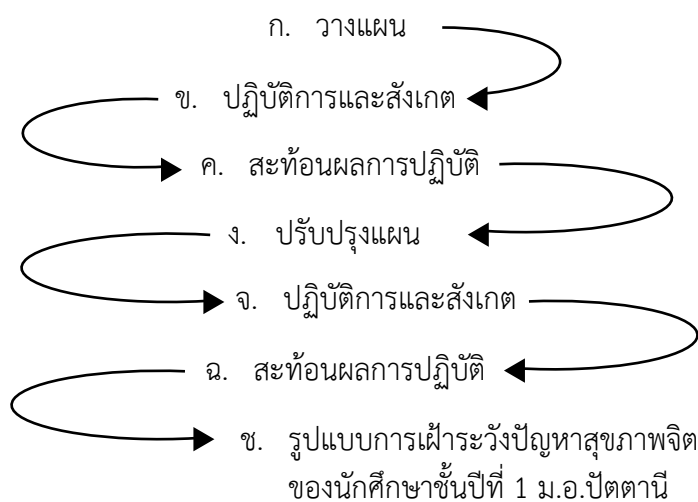 ก. วางแผน
ข. ปฏิบัติการและสังเกต
ค. สะท้อนผลการปฏิบัติ
ง. ปรับปรุงแผน
จ. ปฏิบัติการและสังเกต
ฉ. สะท้อนผลการปฏิบัติ
ช. รูปแบบการเฝ้าระวังปัญหาสุขภาพจิต
ของนักศึกษาชั้นปีที่ 1 ม.อ.ปัตตานี